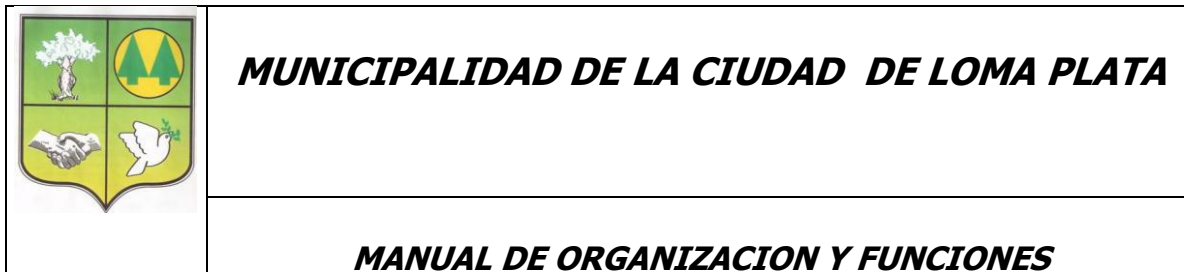 MUNICIPALIDAD DE LA CIUDAD DE LOMA PLATA
MANUAL DE ORGANIZACION Y FUNCIONES